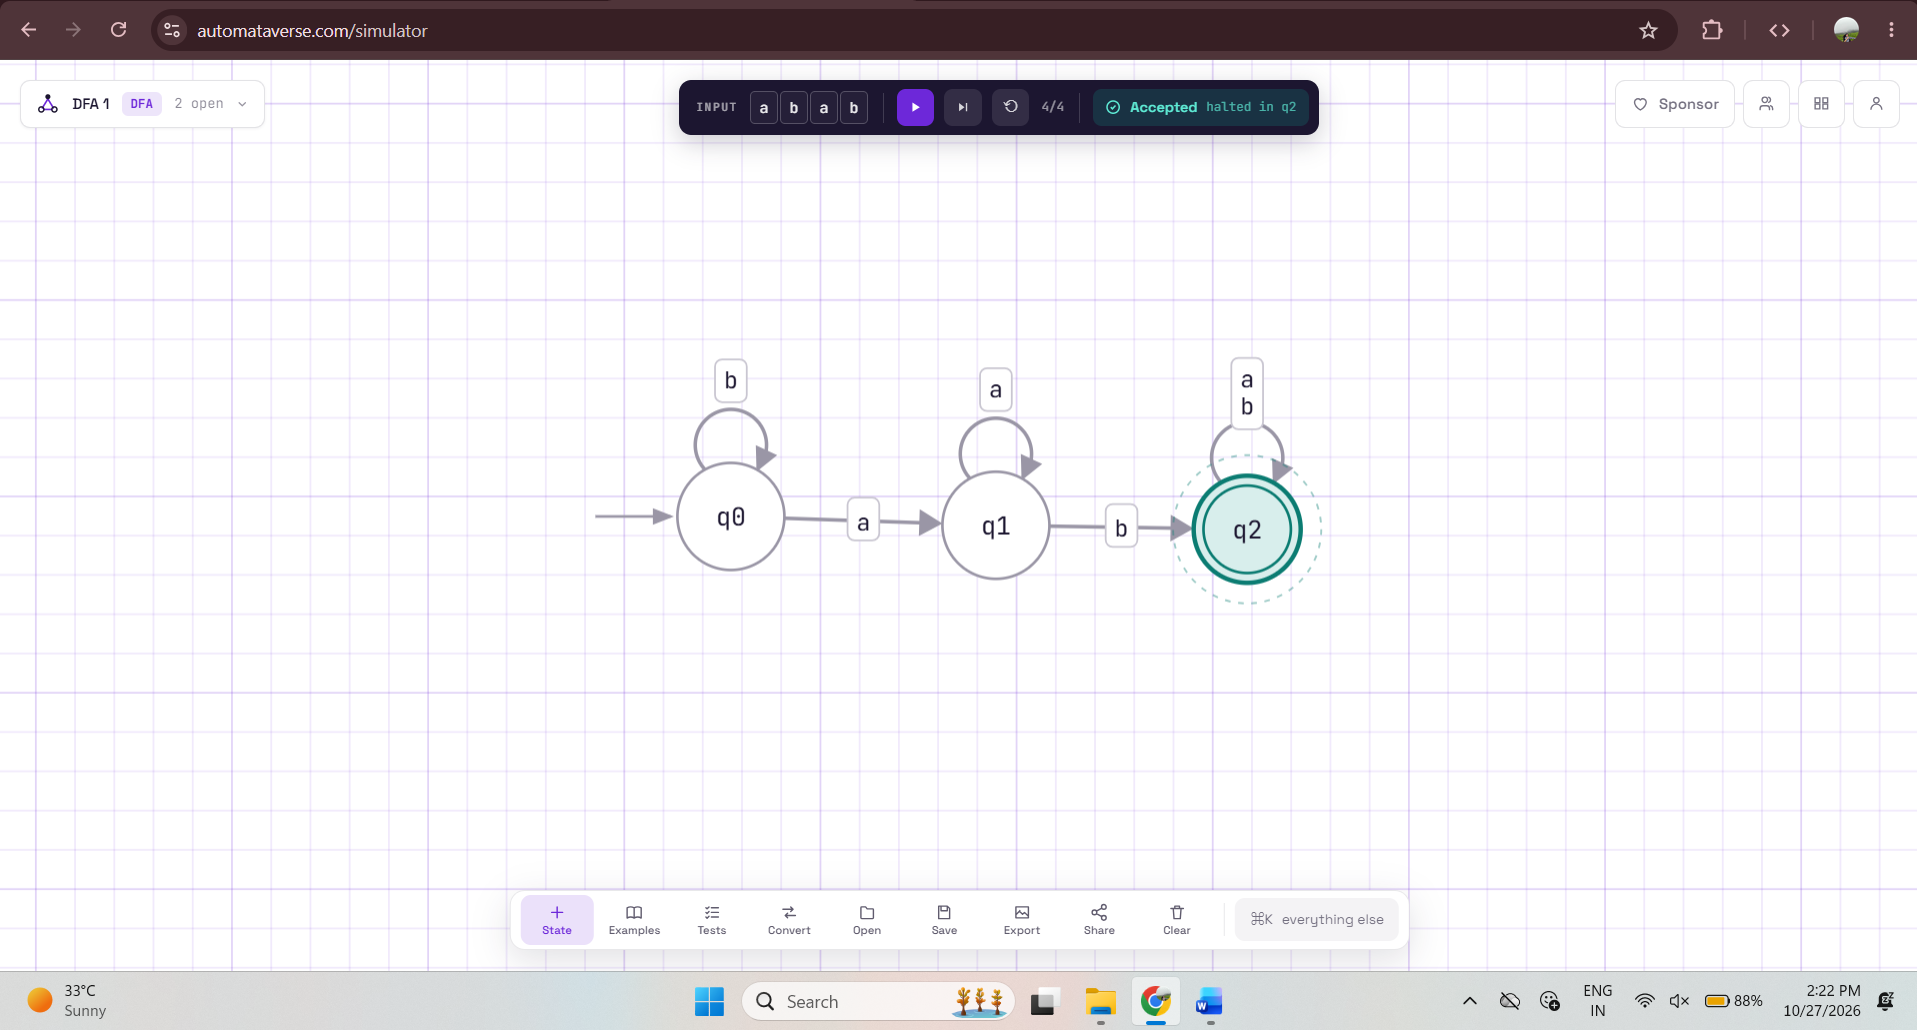 automataverse.com/simulator
DFA 1 DFA 2 open
INPUT a b a b 4/4 Accepted halted in q2
Sponsor
b
a
a
b
q0
a
q1
b
q2
State
Examples
Tests
Convert
Open
Save
Export
Share
Clear
⌘K everything else
33°C
Sunny
Search
ENG
IN
88%
2:22 PM
10/27/2026